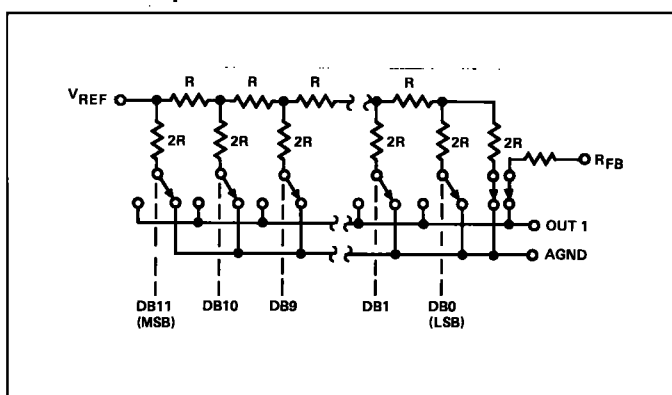 R R R R
VREF
2R 2R 2R 2R 2R 2R
RFB
OUT 1
AGND
DB11 DB10 DB9 DB1 DB0
(MSB) (LSB)